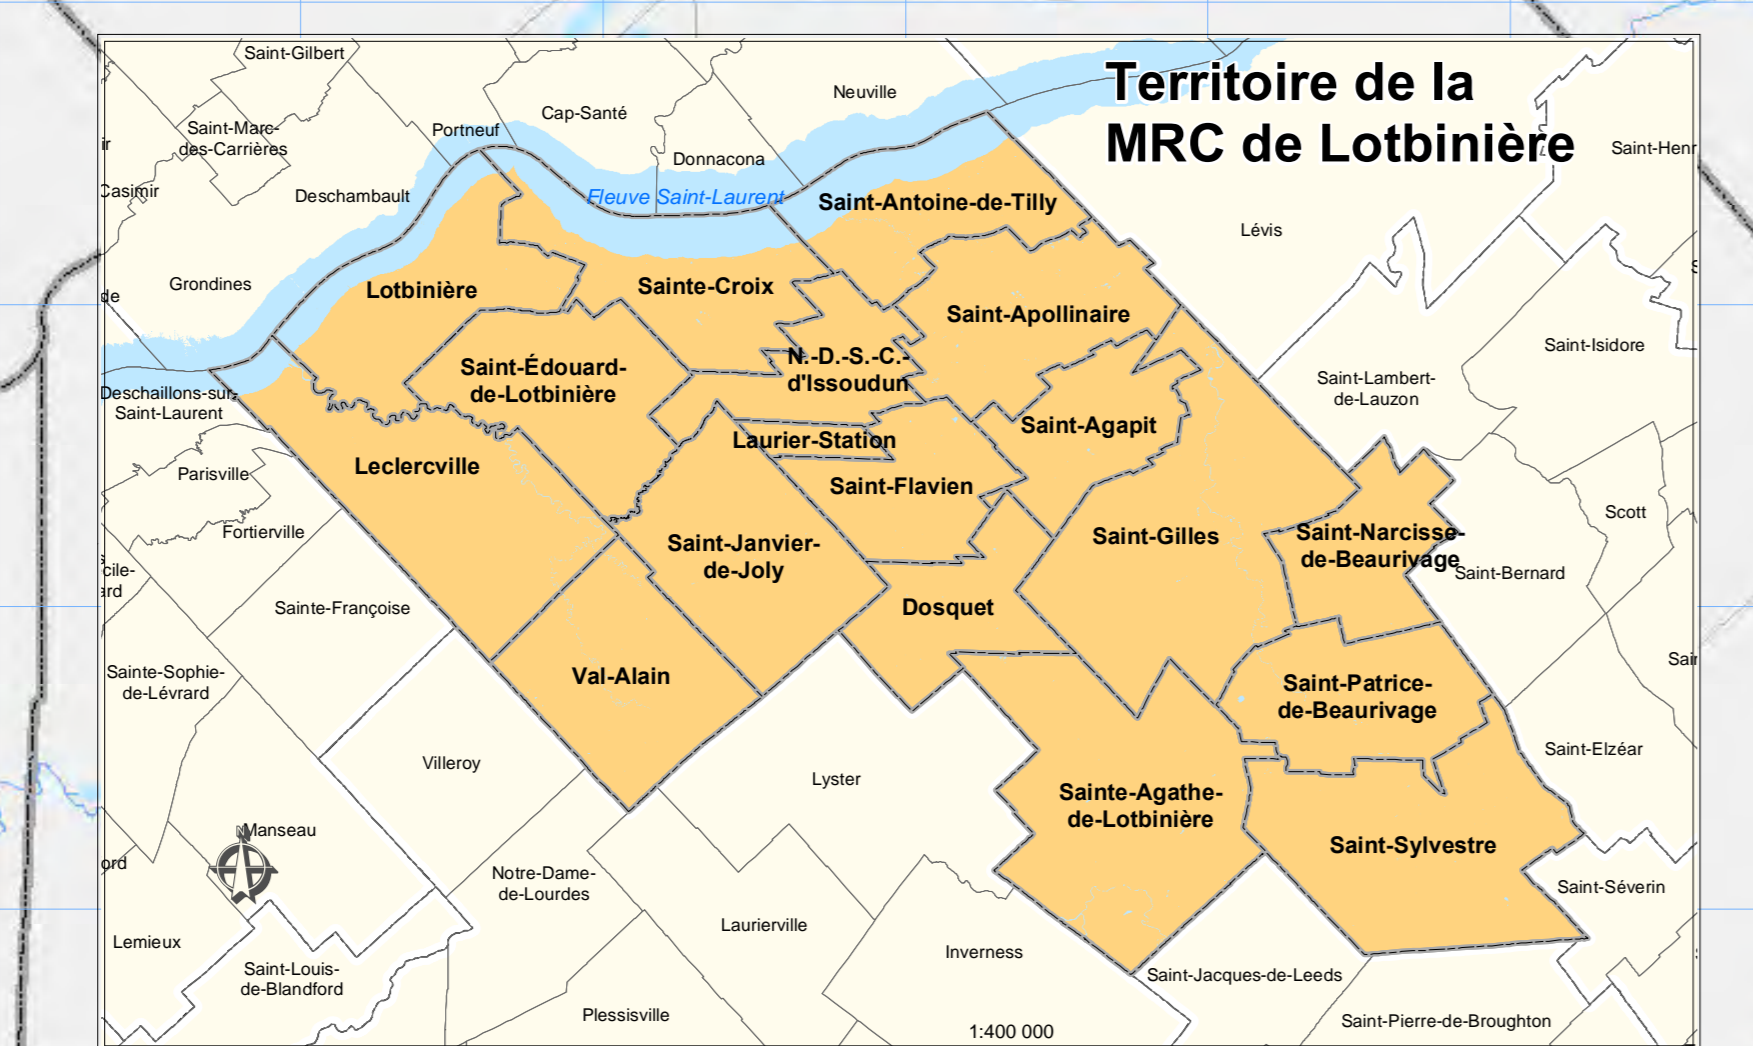 Territoire de la
MRC de Lotbinière
Saint-Gilbert
Neuville
Cap-Santé
Saint-Marc-
des-Carrières
Portneuf
Saint-Henr
ir
Donnacona
Casimir
Deschambault
Fleuve Saint-Laurent
Saint-Antoine-de-Tilly
Lévis
Grondines
Lotbinière
Sainte-Croix
de
Saint-Apollinaire
Saint-Isidore
N.-D.-S.-C.-
d'Issoudun
Saint-Édouard-
de-Lotbinière
Saint-Lambert-
de-Lauzon
Deschaillons-sur-
Saint-Laurent
Saint-Agapit
Laurier-Station
Leclercville
Parisville
Saint-Flavien
Scott
Fortierville
Saint-Gilles
Saint-Narcisse-
de-Beaurivage
Saint-Janvier-
de-Joly
Saint-Bernard
cile-
ard
Sainte-Françoise
Dosquet
Sainte-Sophie-
de-Lévrard
Val-Alain
Sain
Saint-Patrice-
de-Beaurivage
Saint-Elzéar
Villeroy
Lyster
Sainte-Agathe-
de-Lotbinière
Manseau
N
Saint-Sylvestre
ord
Notre-Dame-
de-Lourdes
Saint-Séverin
Laurierville
Lemieux
Inverness
Saint-Louis-
de-Blandford
Saint-Jacques-de-Leeds
Plessisville
Saint-Pierre-de-Broughton
1:400 000